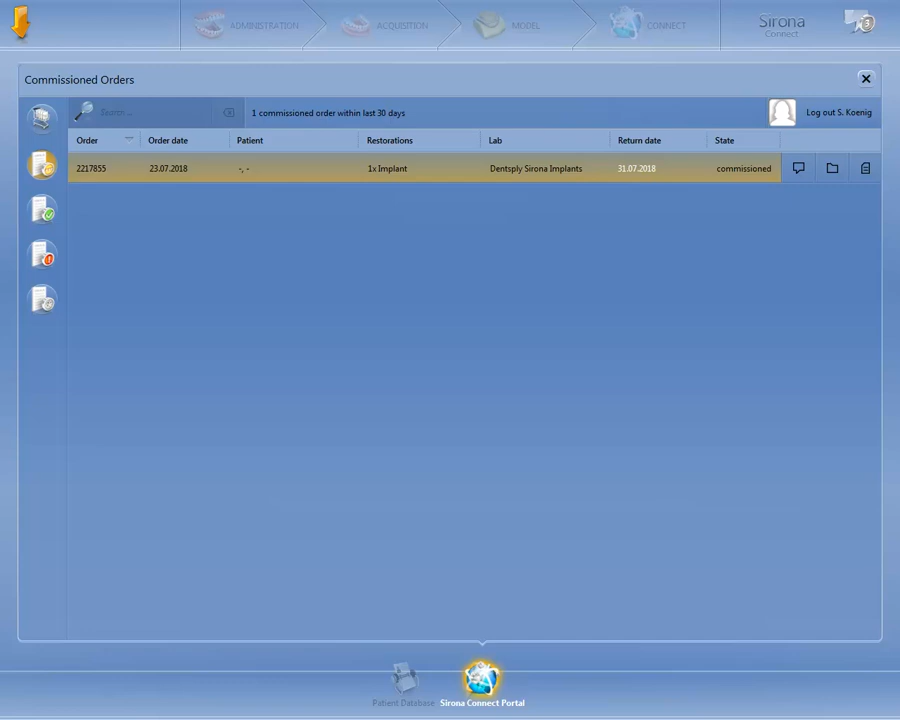 ADMINISTRATION
ACQUISITION
MODEL
CONNECT
Sirona
Connect
3
Commissioned Orders
Search ...
1 commissioned order within last 30 days
Log out S. Koenig
Order Order date Patient Restorations Lab Return date State
2217855 23.07.2018 -, - 1x Implant Dentsply Sirona Implants 31.07.2018 commissioned
Patient Database
Sirona Connect Portal